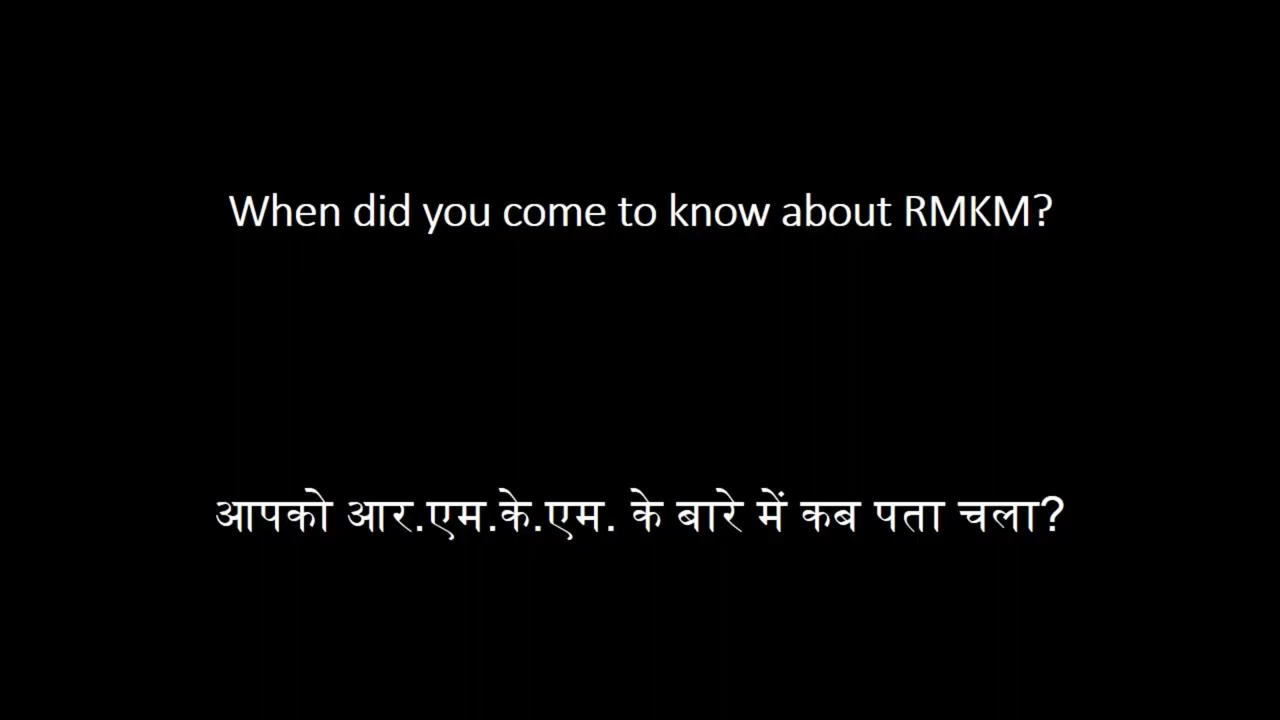 When did you come to know about RMKM?
आपको आर.एम.के.एम. के बारे में कब पता चला?